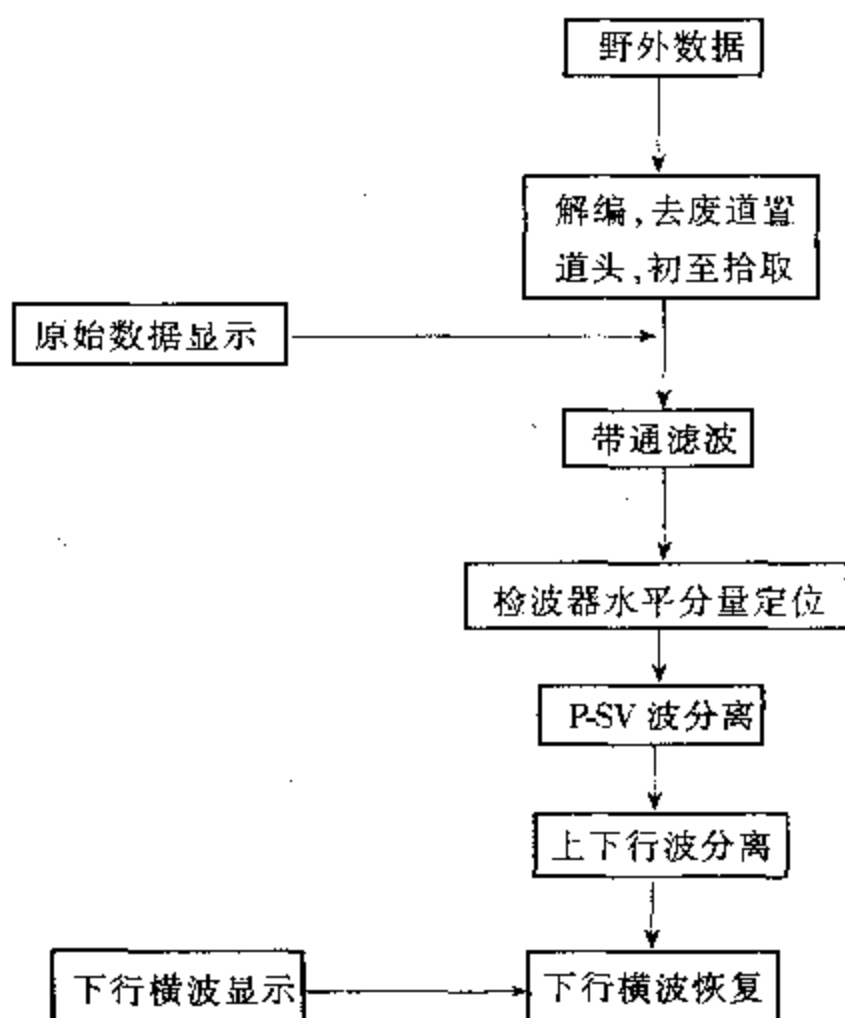 野外数据
解编,去废道置
道头,初至拾取
原始数据显示
带通滤波
检波器水平分量定位
P-SV 波分离
上下行波分离
下行横波显示
下行横波恢复